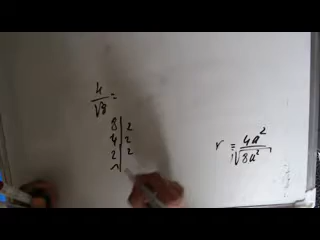 4/√8 =
8 | 2
4 | 2
2 | 2
1 |
r = 4a²/√8a²